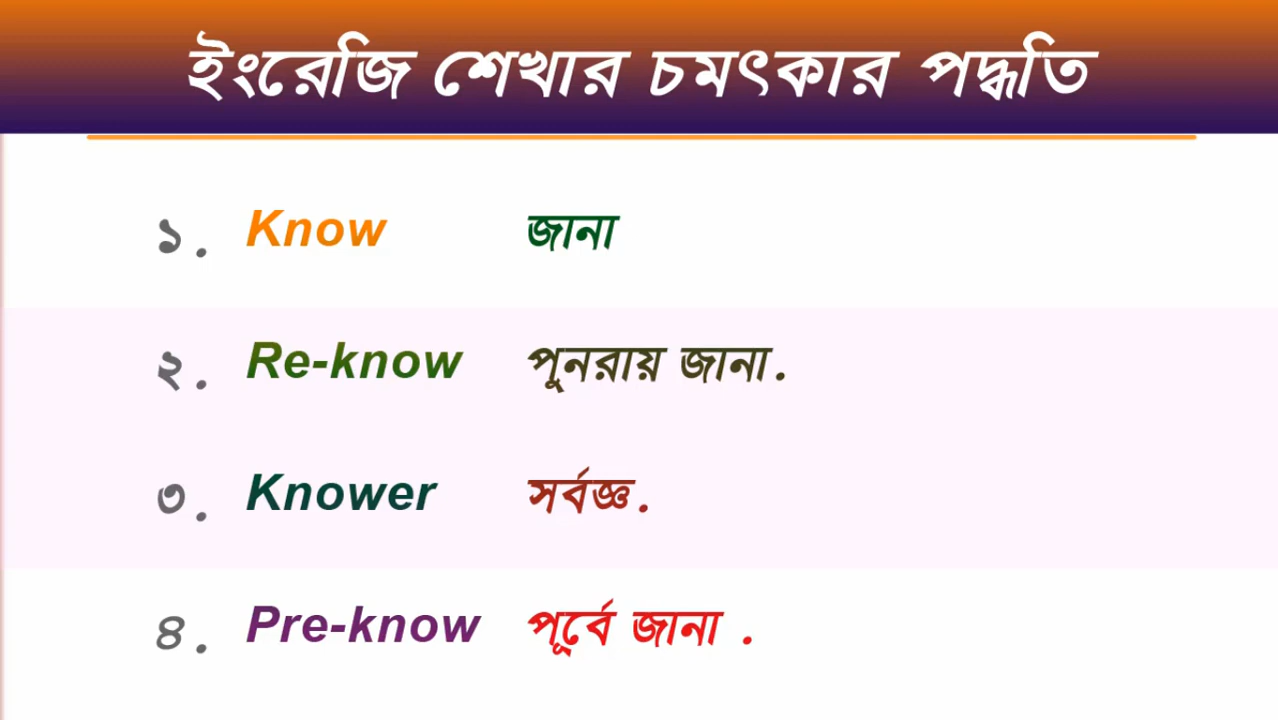 ইংরেজি শেখার চমৎকার পদ্ধতি
১. Know জানা
২. Re-know পুনরায় জানা.
৩. Knower সর্বজ্ঞ.
৪. Pre-know পূর্বে জানা .